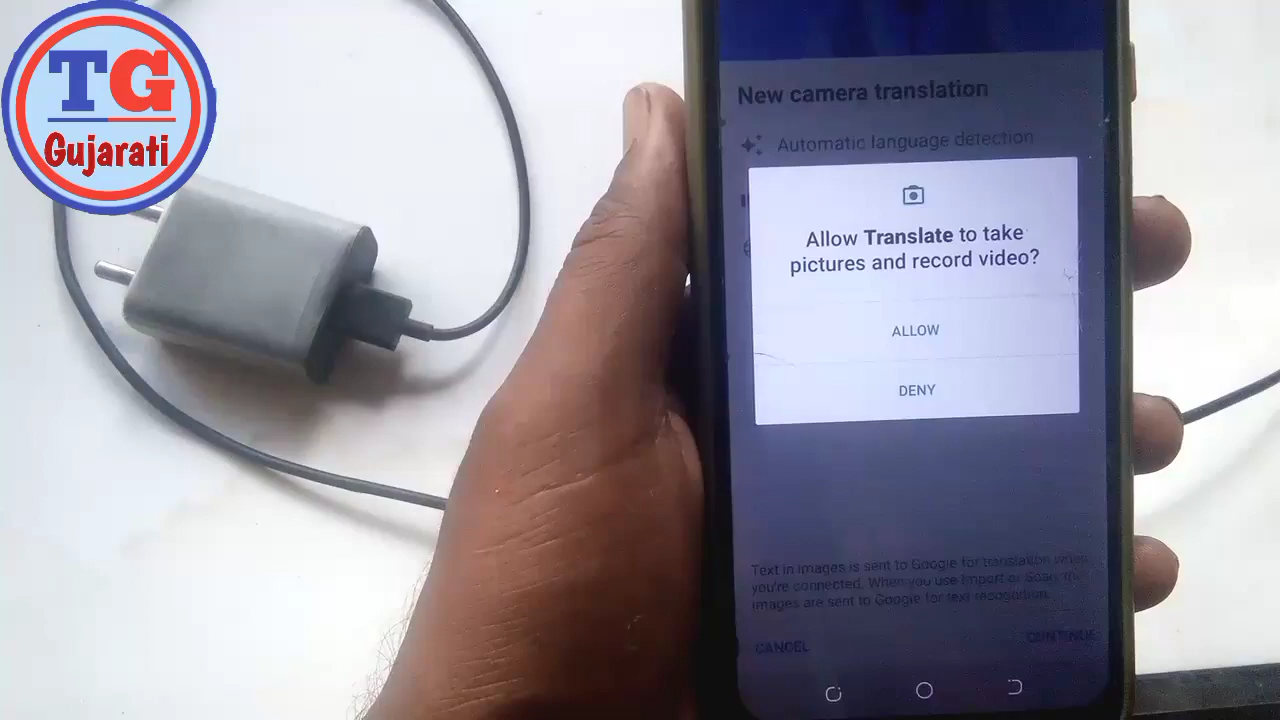 TG
Gujarati
New camera translation
Automatic language detection
Allow Translate to take
pictures and record video?
ALLOW
DENY
Text in images is sent to Google for translation when
you're connected. When you use Import or Scan, the
images are sent to Google for text recognition.
CANCEL
CONTINUE